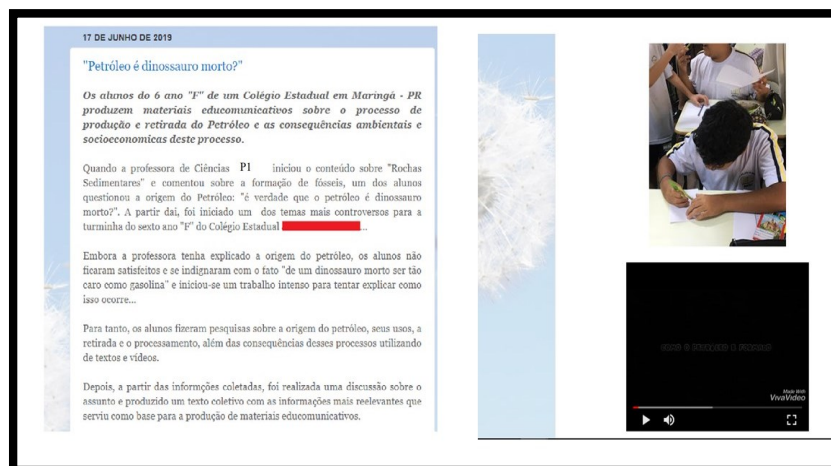 17 DE JUNHO DE 2019
"Petróleo é dinossauro morto?"
Os alunos do 6 ano "F" de um Colégio Estadual em Maringá - PR
produzem materiais educomunicativos sobre o processo de
produção e retirada do Petróleo e as consequências ambientais e
socioeconomicas deste processo.
Quando a professora de Ciências P1 iniciou o conteúdo sobre "Rochas
Sedimentares" e comentou sobre a formação de fósseis, um dos alunos
questionou a origem do Petróleo: "é verdade que o petróleo é dinossauro
morto?". A partir dai, foi iniciado um dos temas mais controversos para a
turminha do sexto ano "F" do Colégio Estadual ...
Embora a professora tenha explicado a origem do petróleo, os alunos não
ficaram satisfeitos e se indignaram com o fato "de um dinossauro morto ser tão
caro como gasolina" e iniciou-se um trabalho intenso para tentar explicar como
isso ocorre...
Para tanto, os alunos fizeram pesquisas sobre a origem do petróleo, seus usos, a
retirada e o processamento, além das consequências desses processos utilizando
de textos e vídeos.
Depois, a partir das informções coletadas, foi realizada uma discussão sobre o
assunto e produzido um texto coletivo com as informações mais reelevantes que
serviu como base para a produção de materiais educomunicativos.
COMO O PETRÓLEO É FORMADO
Made With
VivaVideo